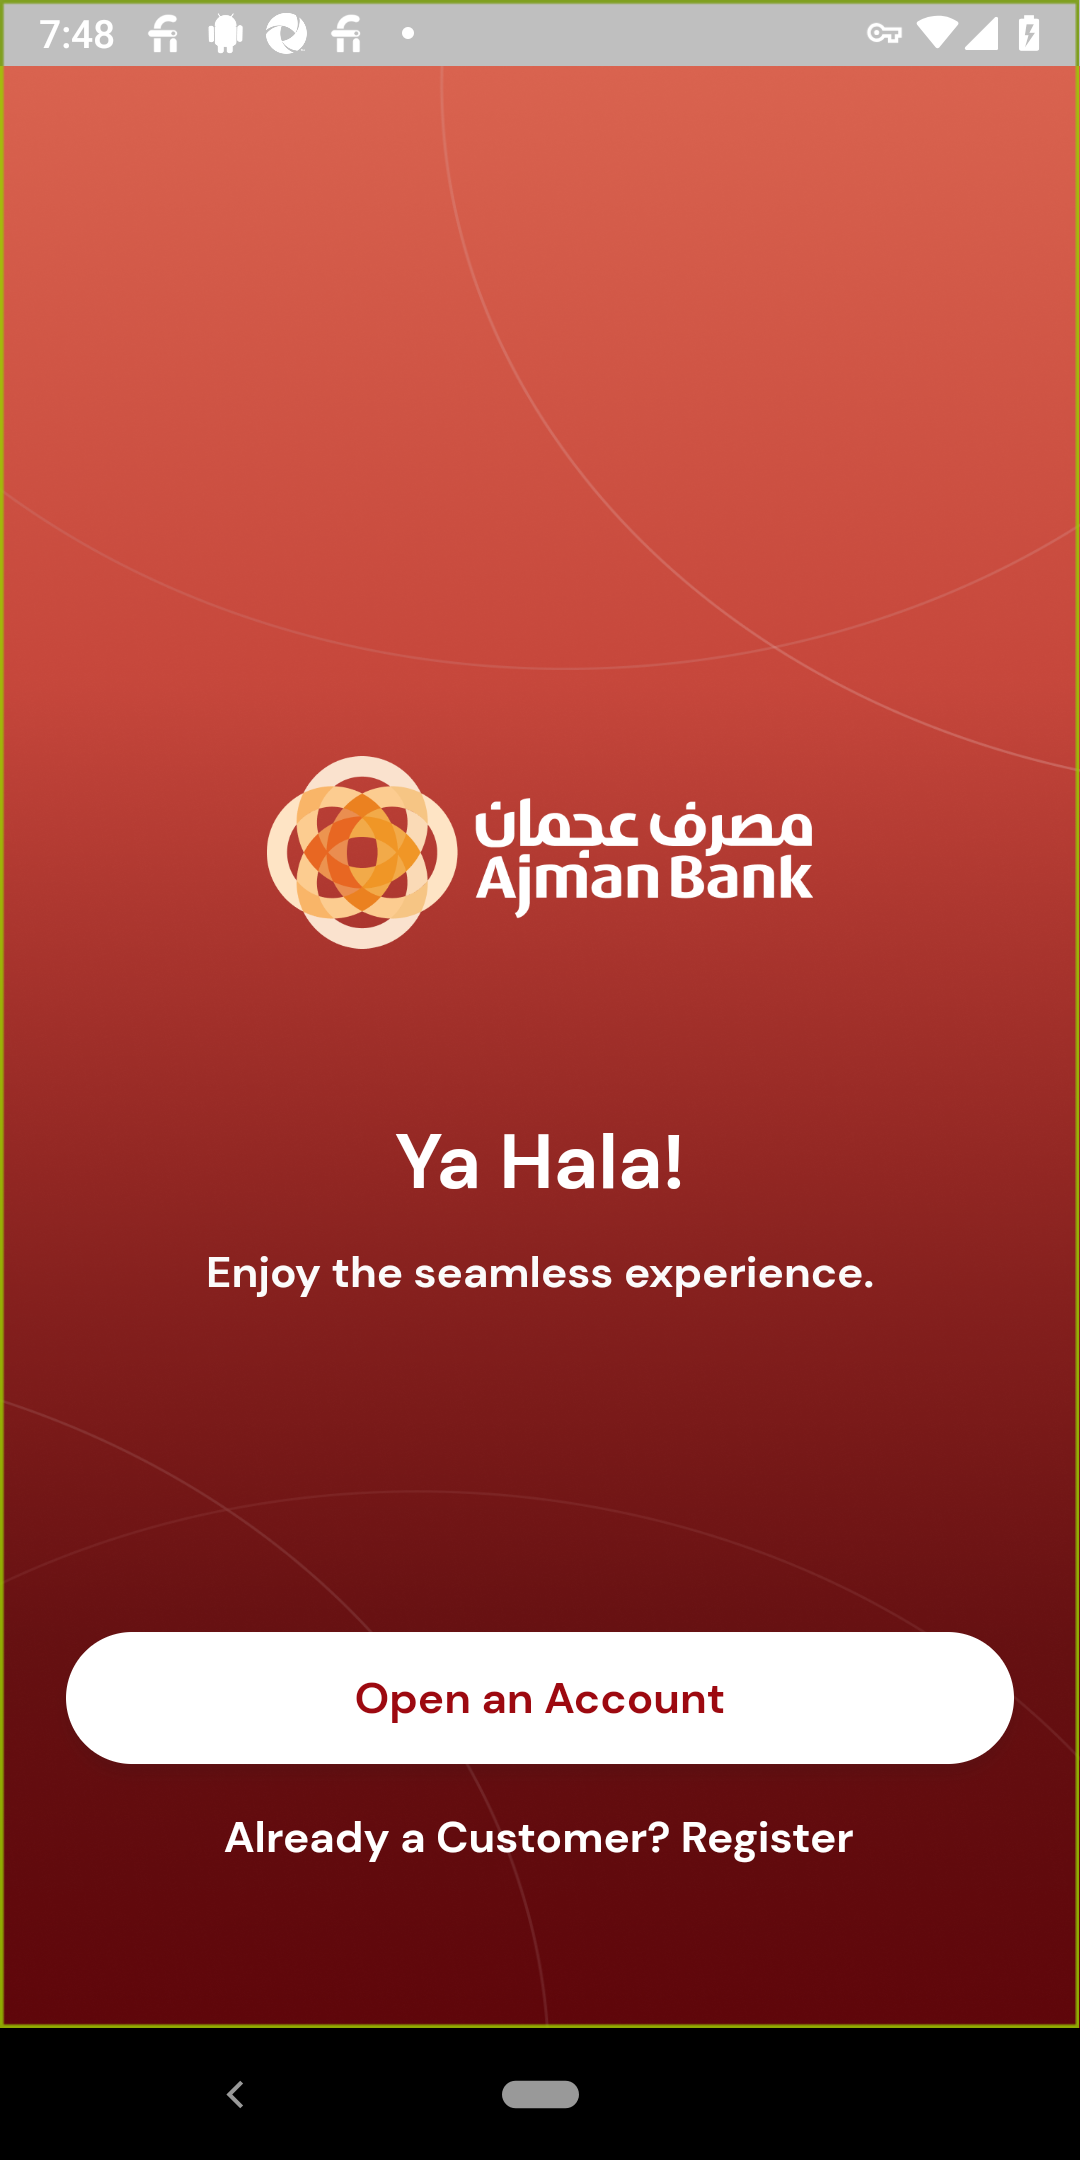 7:48
مصرف عجمان
Ajman Bank
Ya Hala!
Enjoy the seamless experience.
Open an Account
Already a Customer? Register